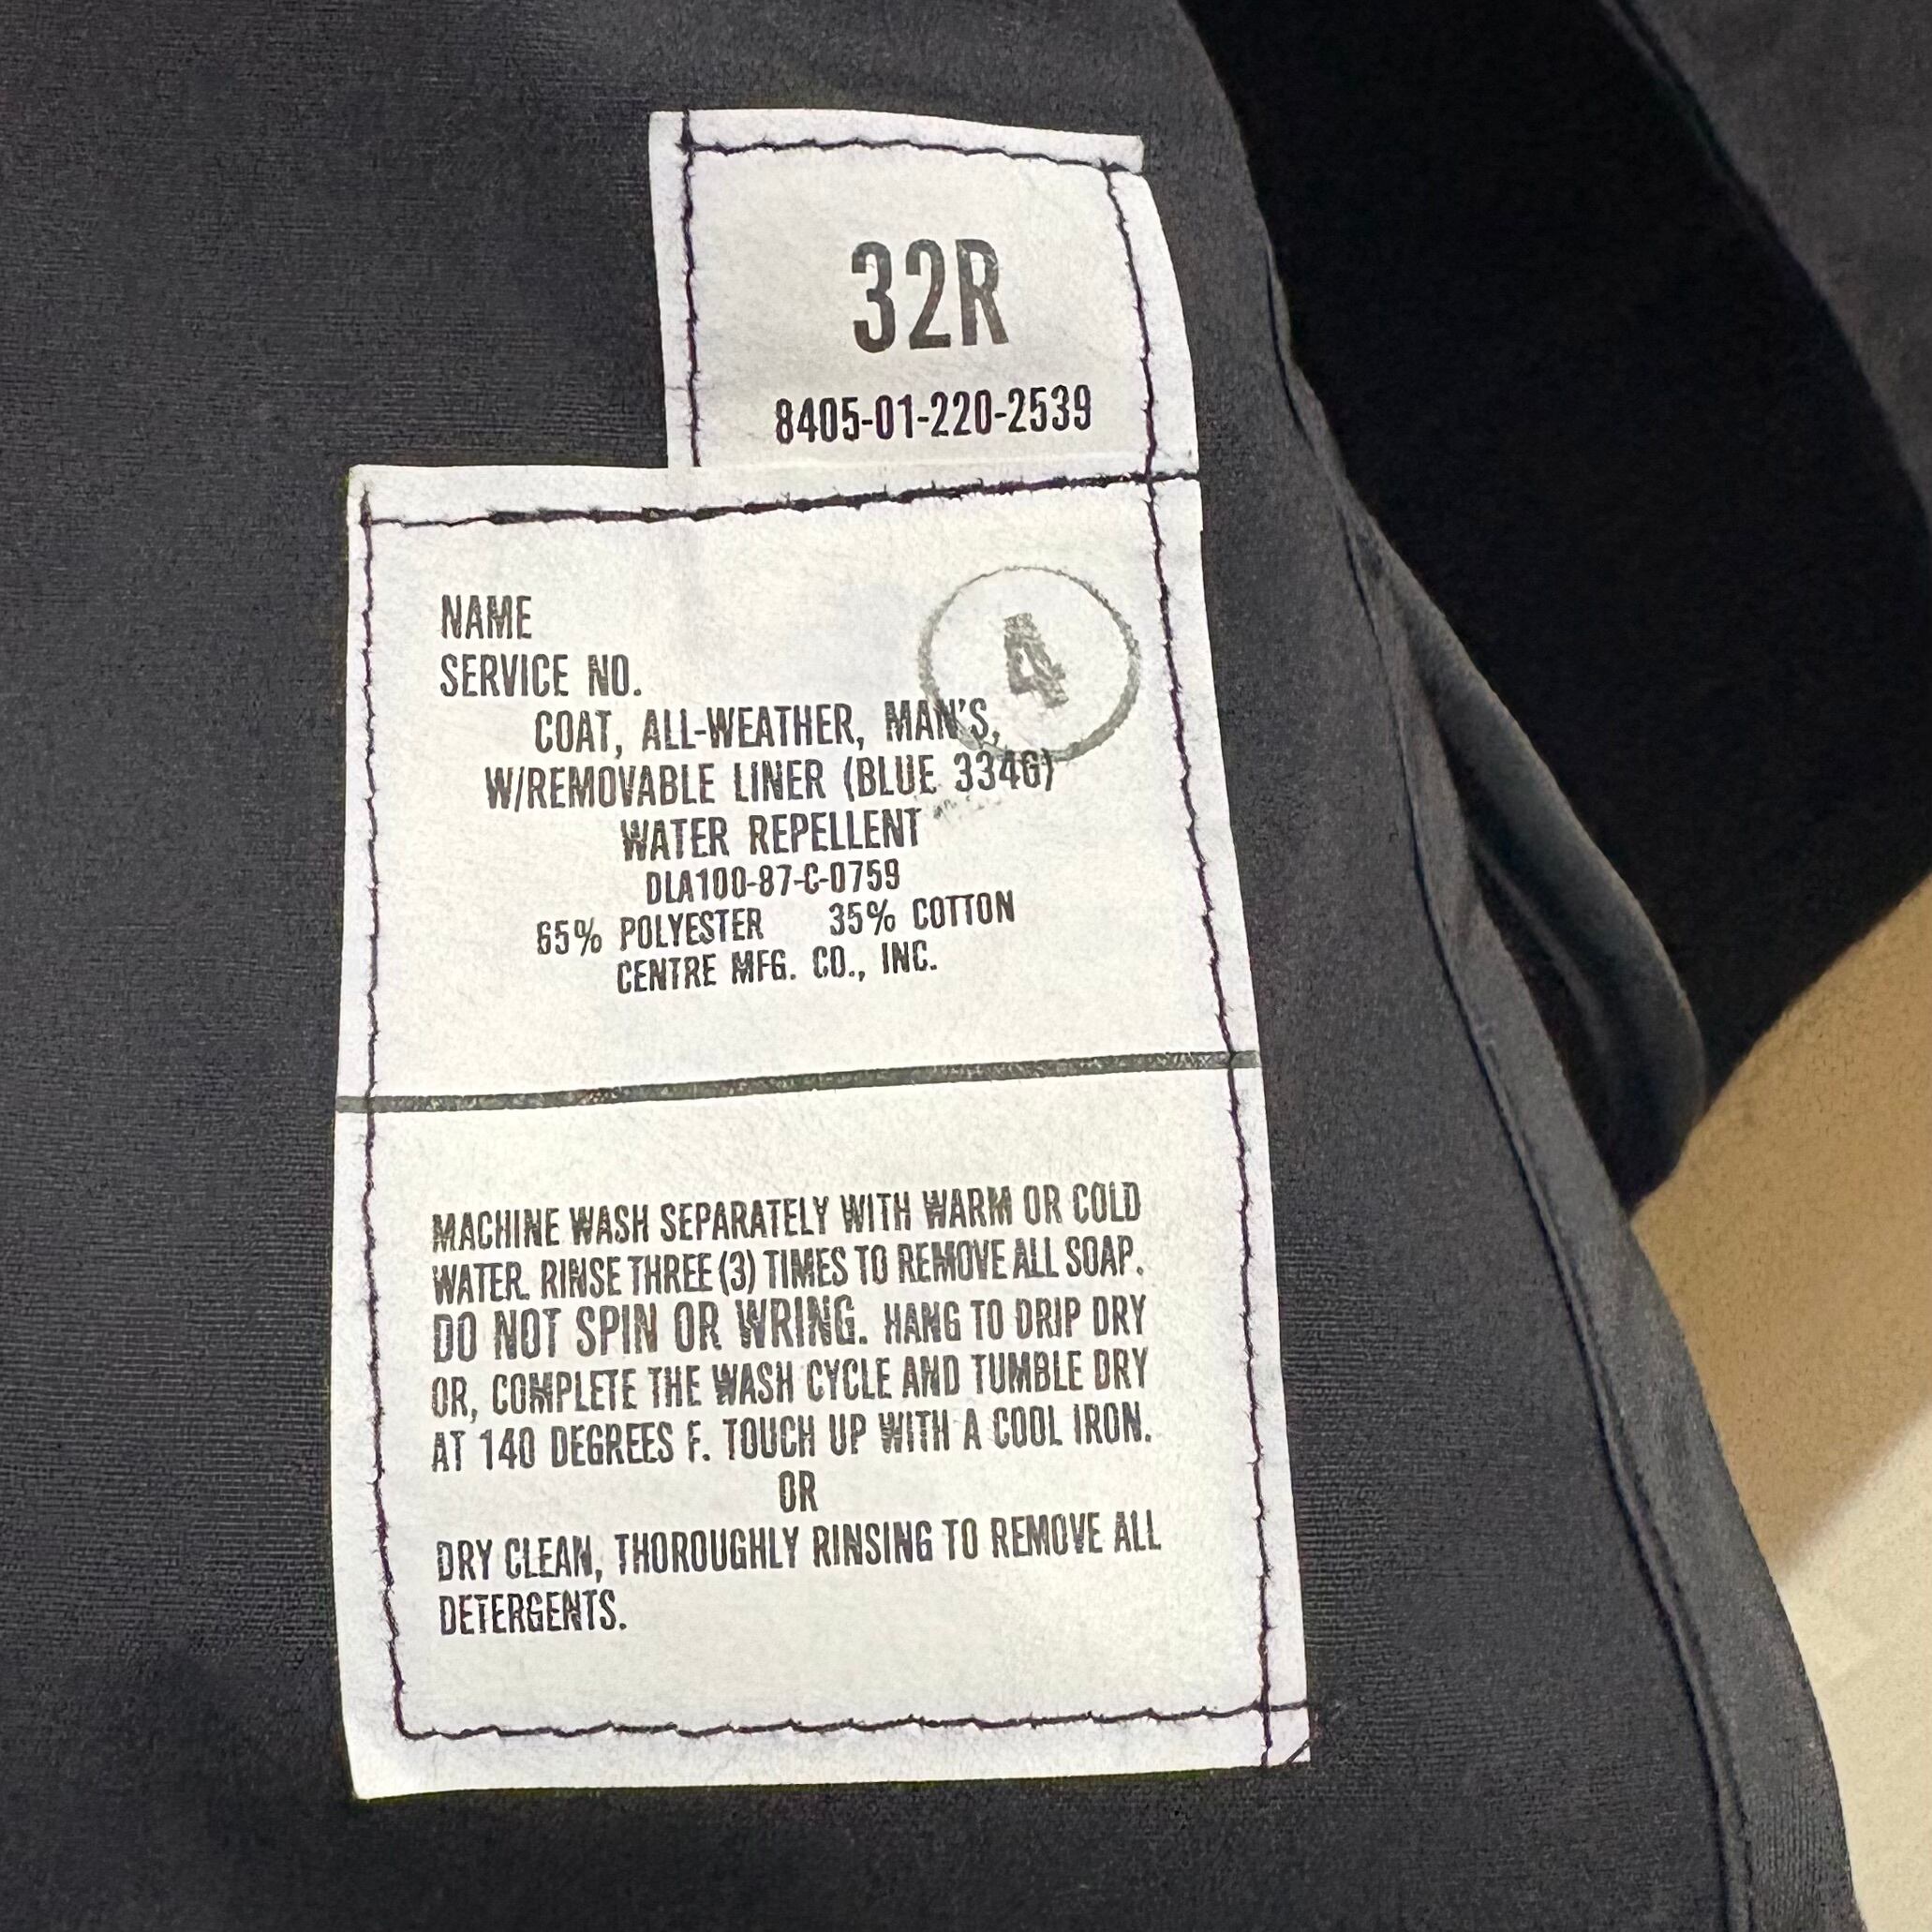 32R
8405-01-220-2539
NAME
4
SERVICE NO.
COAT, ALL-WEATHER, MAN'S,
W/REMOVABLE LINER (BLUE 3346)
WATER REPELLENT
DLA100-87-C-0759
65% POLYESTER 35% COTTON
CENTRE MFG. CO., INC.
MACHINE WASH SEPARATELY WITH WARM OR COLD
WATER. RINSE THREE (3) TIMES TO REMOVE ALL SOAP.
DO NOT SPIN OR WRING. HANG TO DRIP DRY
OR, COMPLETE THE WASH CYCLE AND TUMBLE DRY
AT 140 DEGREES F. TOUCH UP WITH A COOL IRON.
OR
DRY CLEAN, THOROUGHLY RINSING TO REMOVE ALL
DETERGENTS.